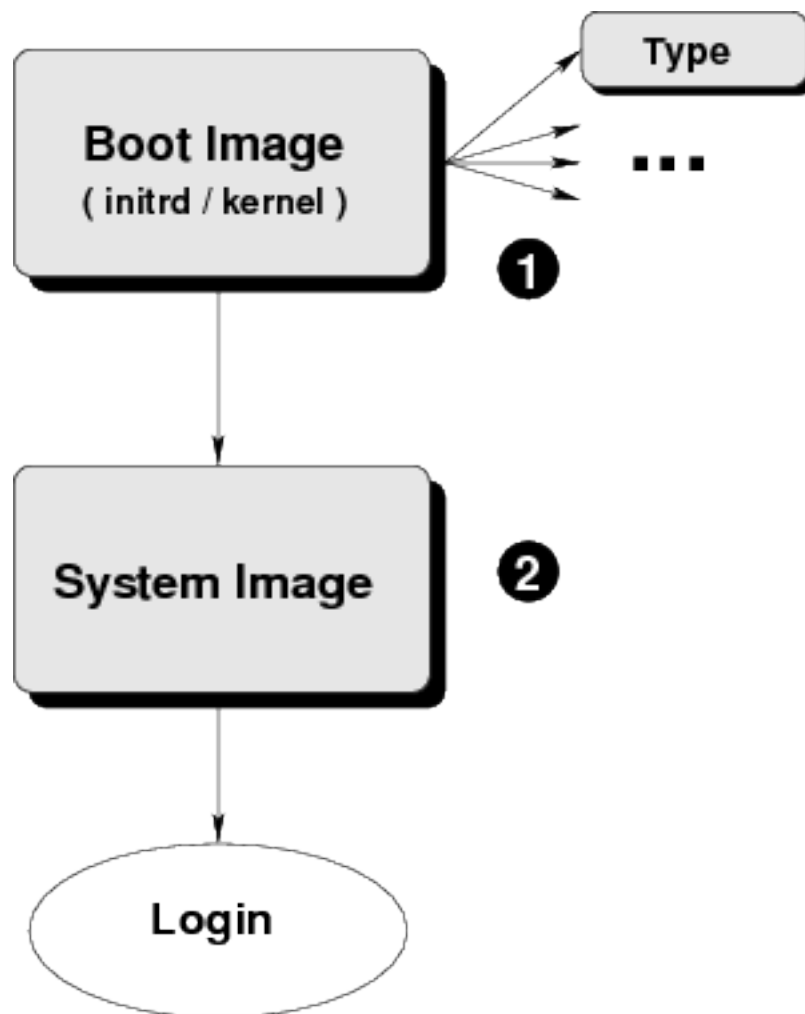 Type
Boot Image
( initrd / kernel )
...
1
System Image
2
Login